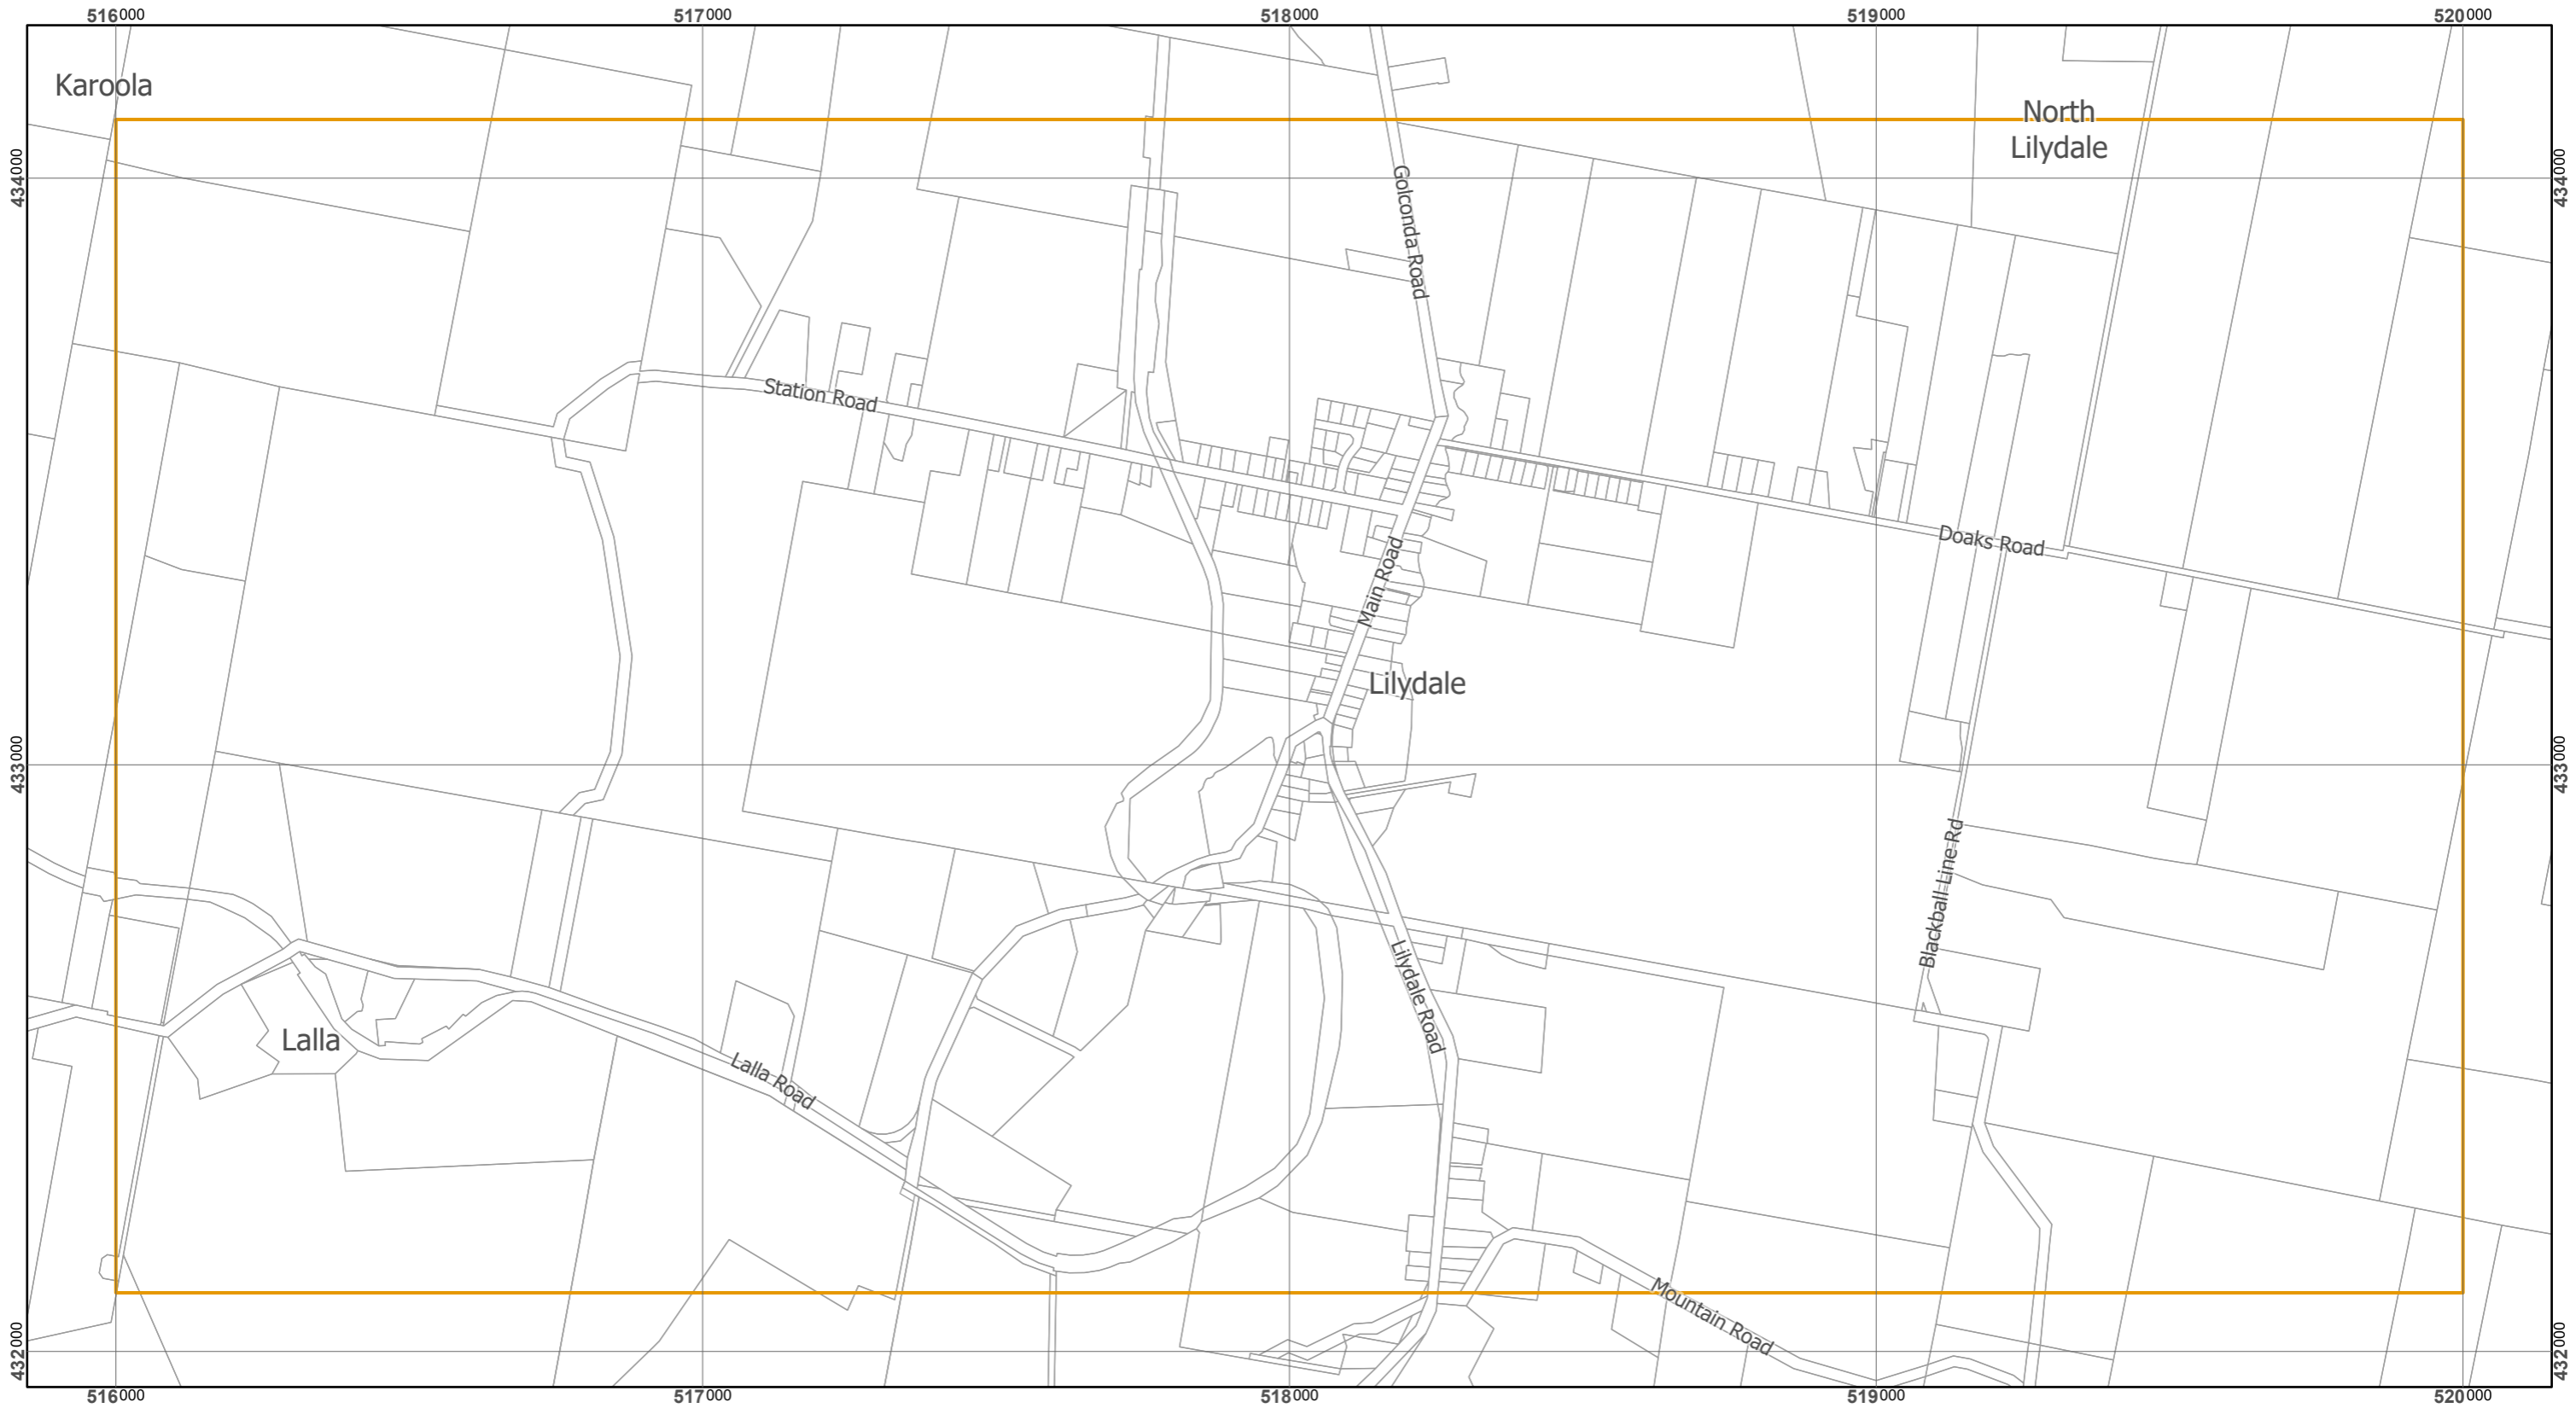 516000 517000 518000 519000 520000
Karoola
North
Lilydale
434000 434000
Golconda Road
Station Road
Doaks Road
Main Road
Lilydale
433000 433000
Blackball Line Rd
Lilydale Road
Lalla
Lalla Road
Mountain Road
432000 432000
516000 517000 518000 519000 520000